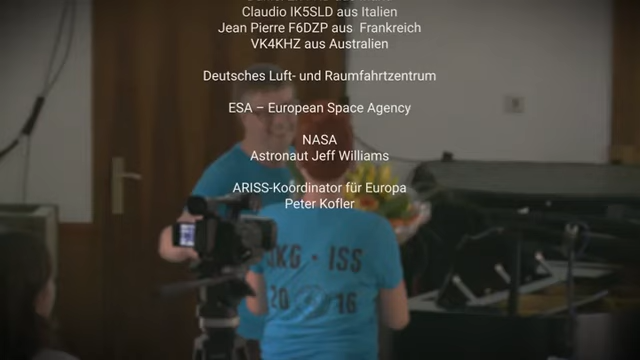 Claudio IK5SLD aus Italien
Jean Pierre F6DZP aus Frankreich
VK4KHZ aus Australien
Deutsches Luft- und Raumfahrtzentrum
ESA – European Space Agency
NASA
Astronaut Jeff Williams
ARISS-Koordinator für Europa
Peter Kofler
JKG · ISS
20 16